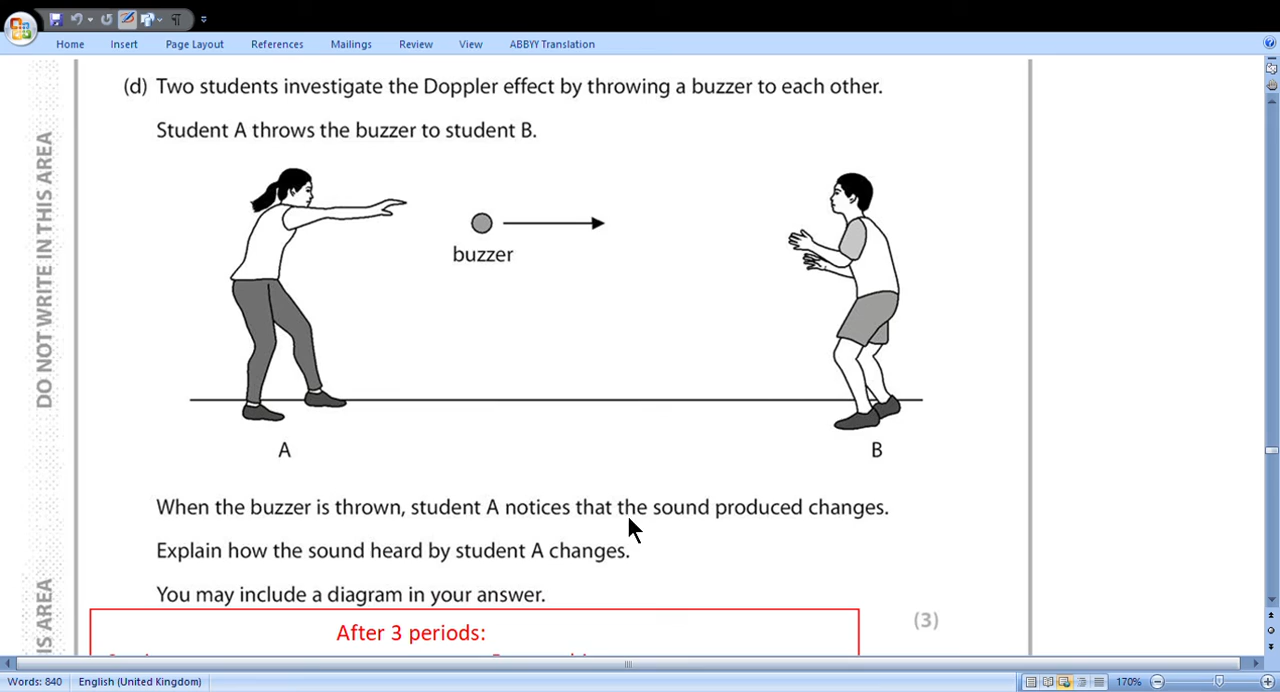 Home Insert Page Layout References Mailings Review View ABBYY Translation
DO NOT WRITE IN THIS AREA
(d) Two students investigate the Doppler effect by throwing a buzzer to each other.
Student A throws the buzzer to student B.
buzzer
A B
When the buzzer is thrown, student A notices that the sound produced changes.
Explain how the sound heard by student A changes.
You may include a diagram in your answer.
(3)
IS AREA
After 3 periods:
Words: 840 English (United Kingdom) 170%